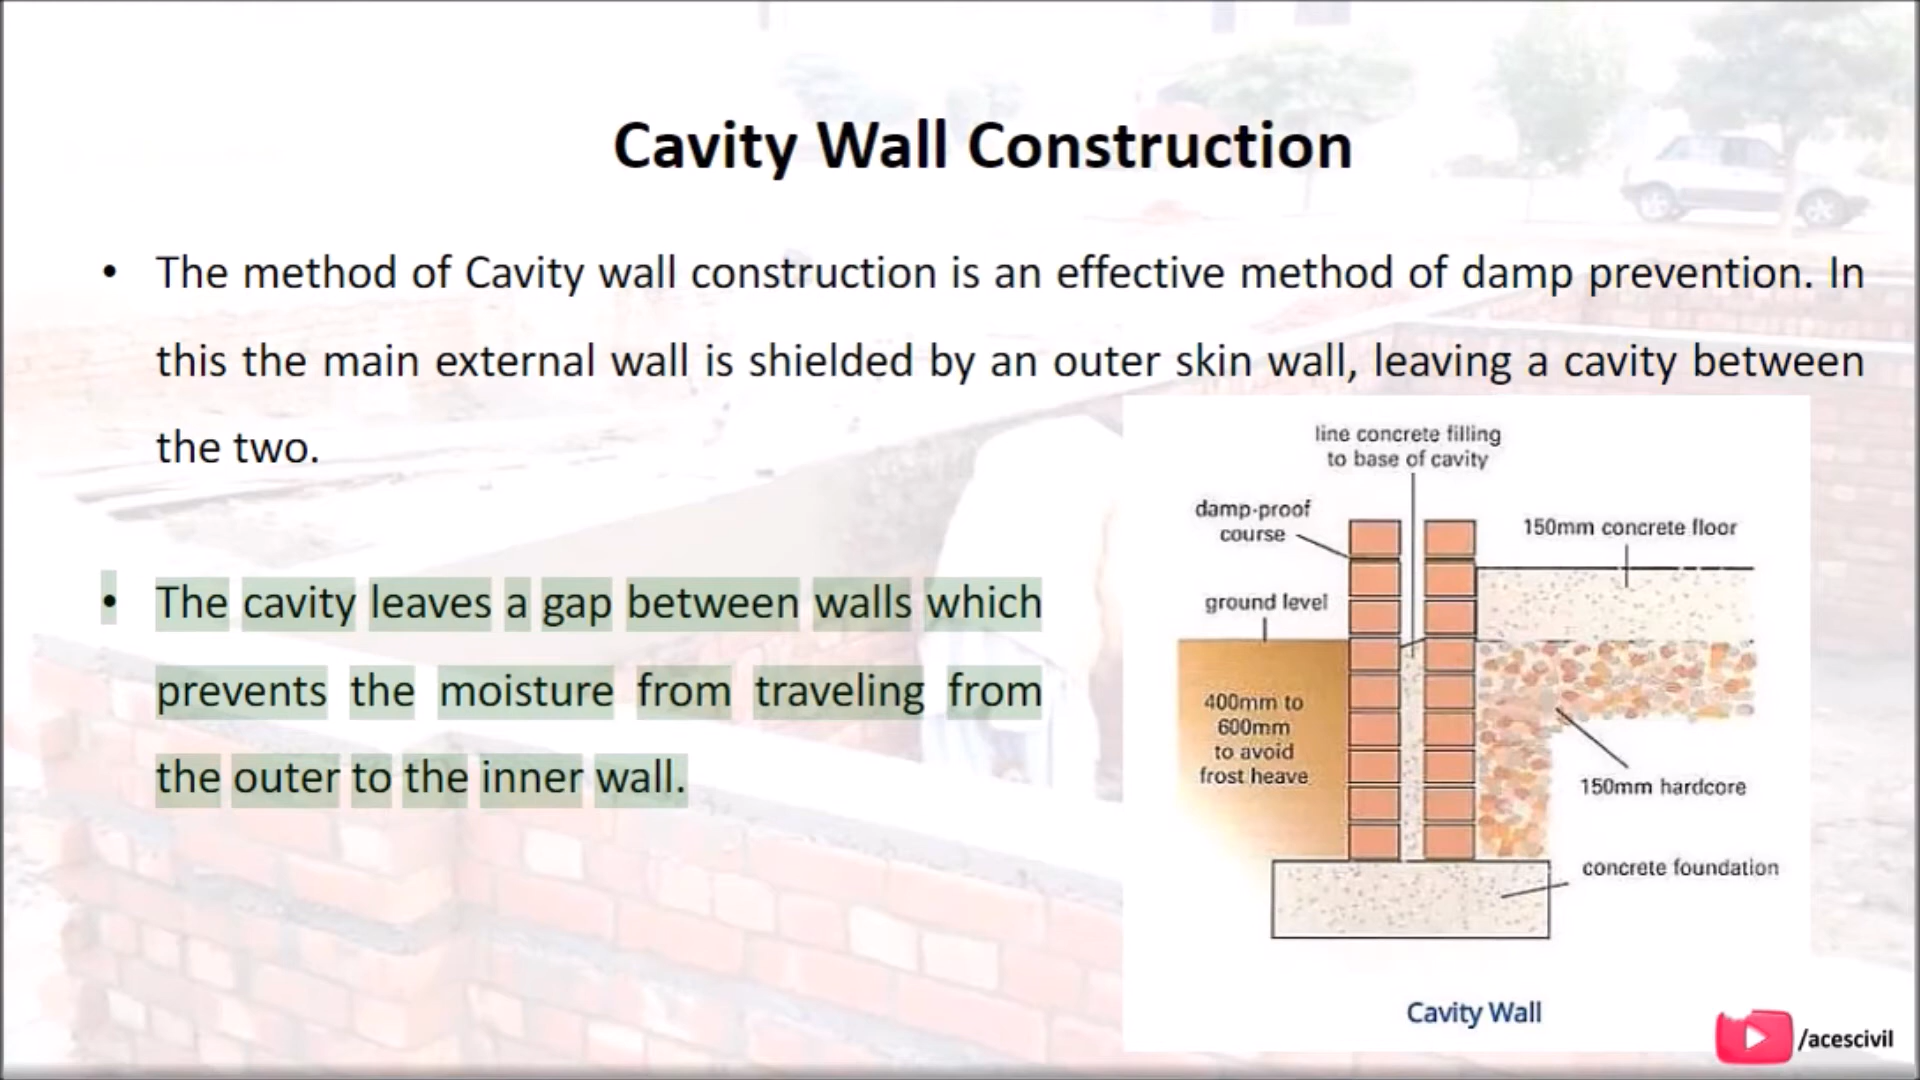 Cavity Wall Construction
• The method of Cavity wall construction is an effective method of damp prevention. In
this the main external wall is shielded by an outer skin wall, leaving a cavity between
the two.
• The cavity leaves a gap between walls which
prevents the moisture from traveling from
the outer to the inner wall.
line concrete filling
to base of cavity
damp-proof
course
150mm concrete floor
ground level
400mm to
600mm
to avoid
frost heave
150mm hardcore
concrete foundation
Cavity Wall
/acescivil